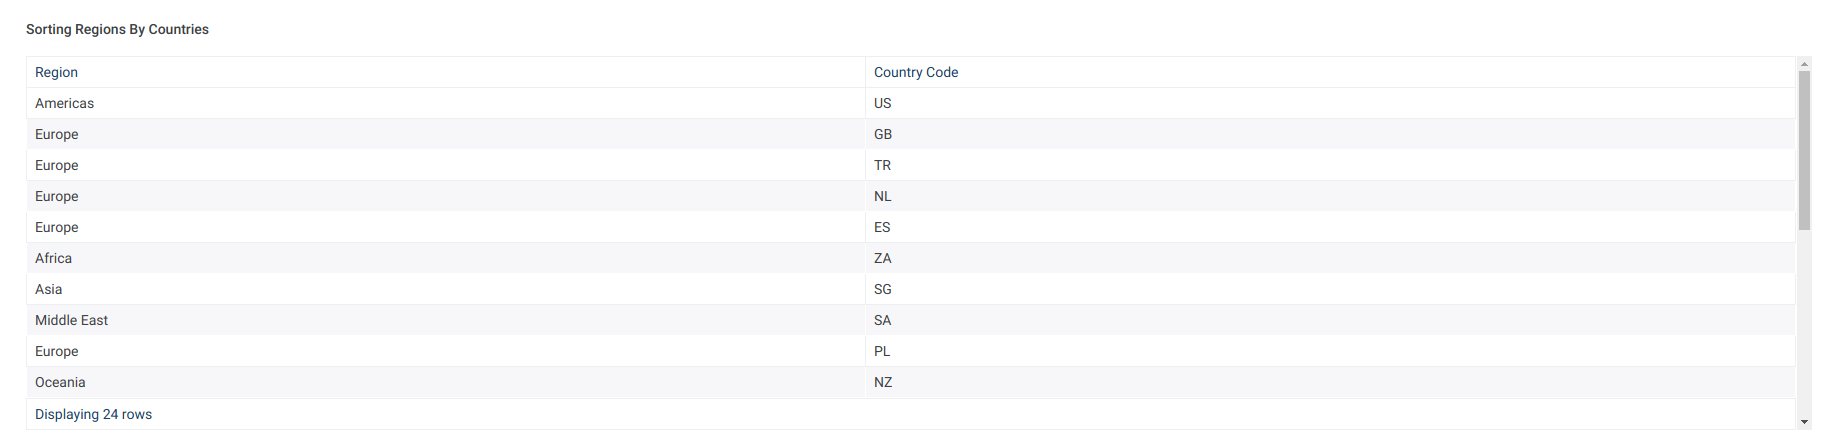 Sorting Regions By Countries
Region Country Code
Americas US
Europe GB
Europe TR
Europe NL
Europe ES
Africa ZA
Asia SG
Middle East SA
Europe PL
Oceania NZ
Displaying 24 rows